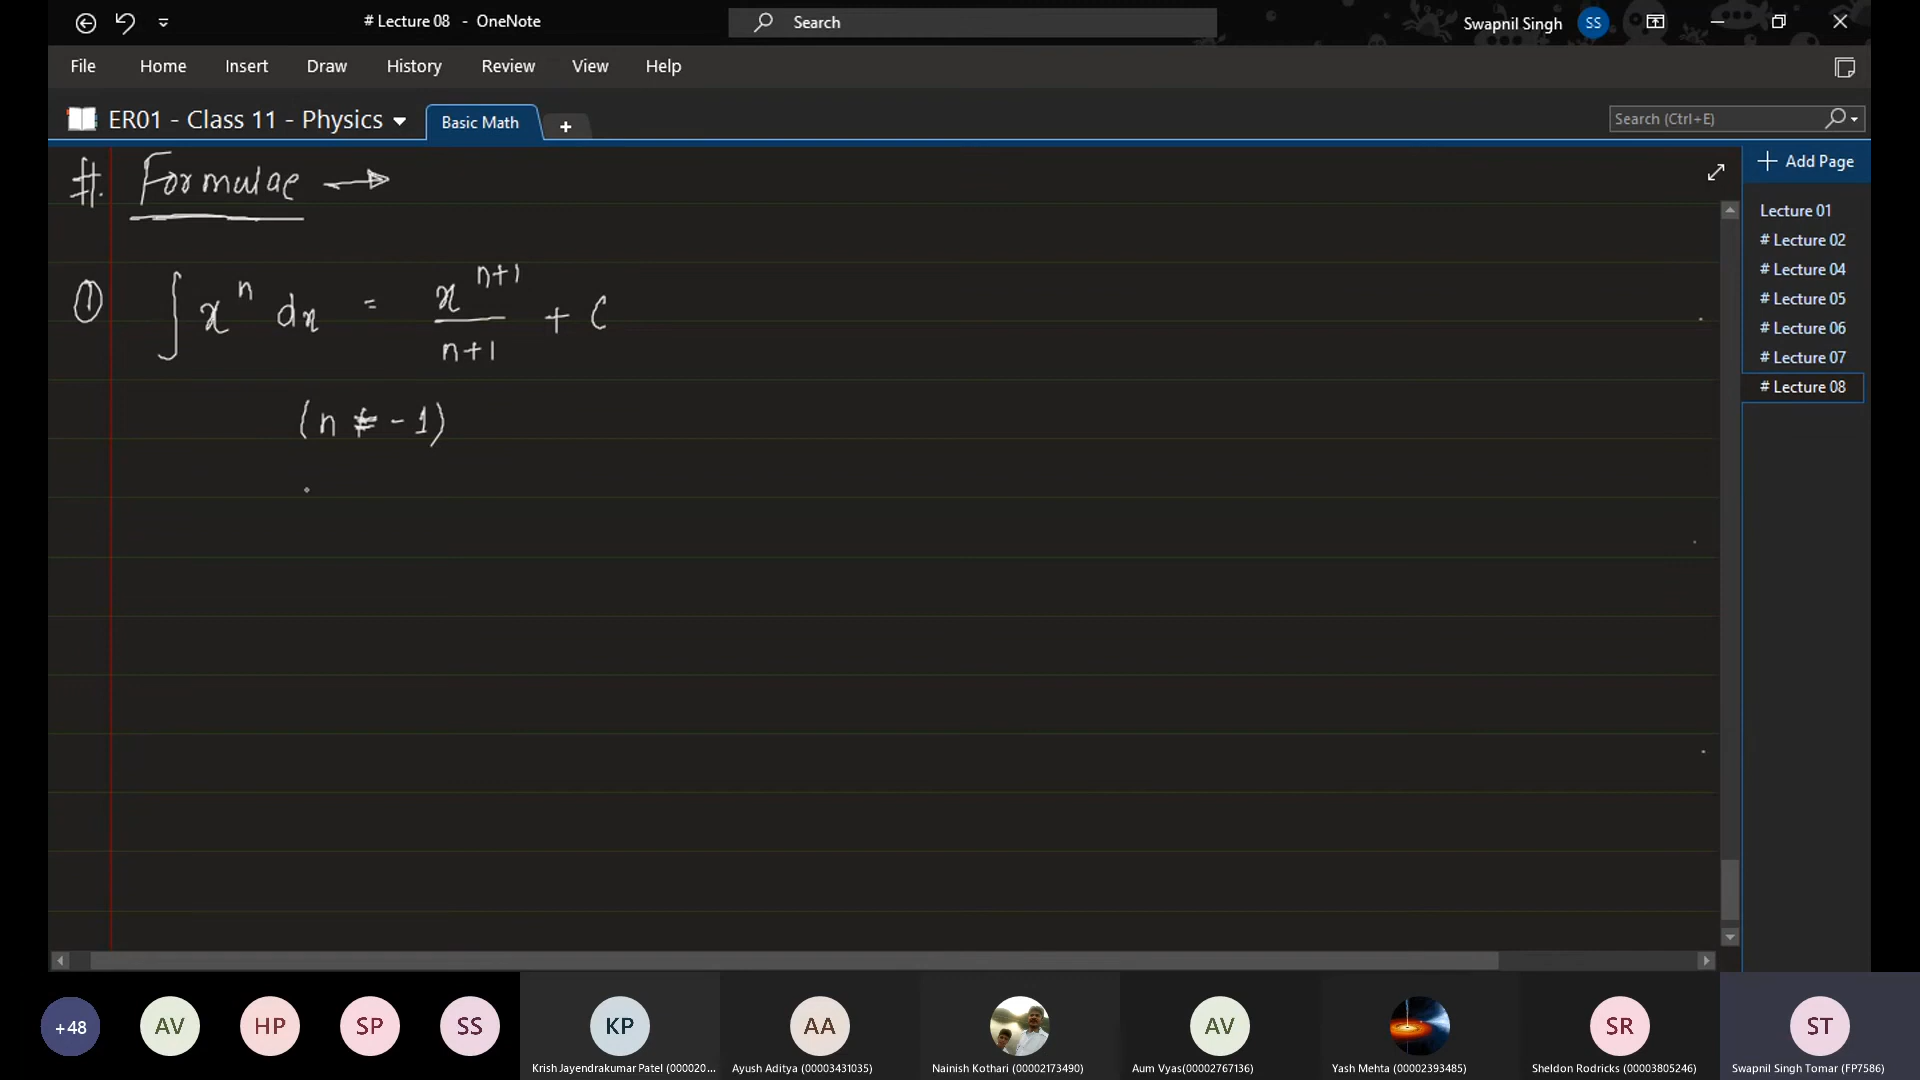 # Lecture 08 - OneNote
Search
Swapnil Singh SS
File Home Insert Draw History Review View Help
ER01 - Class 11 - Physics
Basic Math
+
Search (Ctrl+E)
#. Formulae →
① ∫ x^n dx = x^(n+1)/(n+1) + C
(n ≠ -1)
+ Add Page
Lecture 01
# Lecture 02
# Lecture 04
# Lecture 05
# Lecture 06
# Lecture 07
# Lecture 08
+48 AV HP SP SS KP AA AV SR ST
Krish Jayendrakumar Patel (000020... Ayush Aditya (00003431035) Nainish Kothari (00002173490) Aum Vyas(00002767136) Yash Mehta (00002393485) Sheldon Rodricks (00003805246) Swapnil Singh Tomar (FP7586)